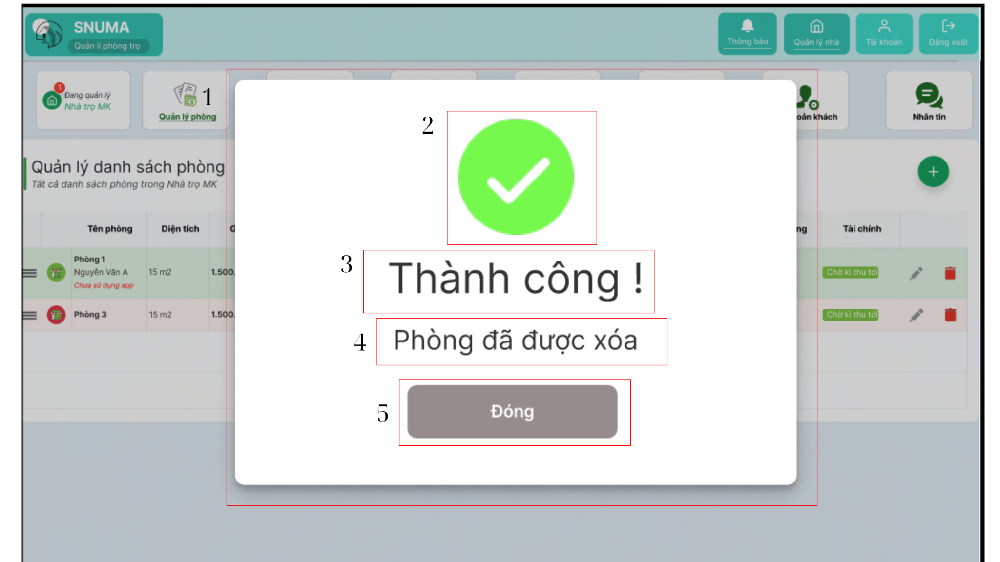 SNUMA
Quản lí phòng trọ
Thông báo
Quản lý nhà
Tài khoản
Đăng xuất
1
Đang quản lý
Nhà trọ MK
Quản lý phòng
1
khách
Nhắn tin
2
Quản lý danh sách phòng
Tất cả danh sách phòng trong Nhà trọ MK
+
Tên phòng
Diện tích
Tài chính
3
Thành công !
Phòng 1
Nguyễn Văn A
Chưa sử dụng app
15 m2
1.500.
Chờ kì thu tới
Phòng 3
15 m2
1.500.
Chờ kì thu tới
4
Phòng đã được xóa
5
Đóng